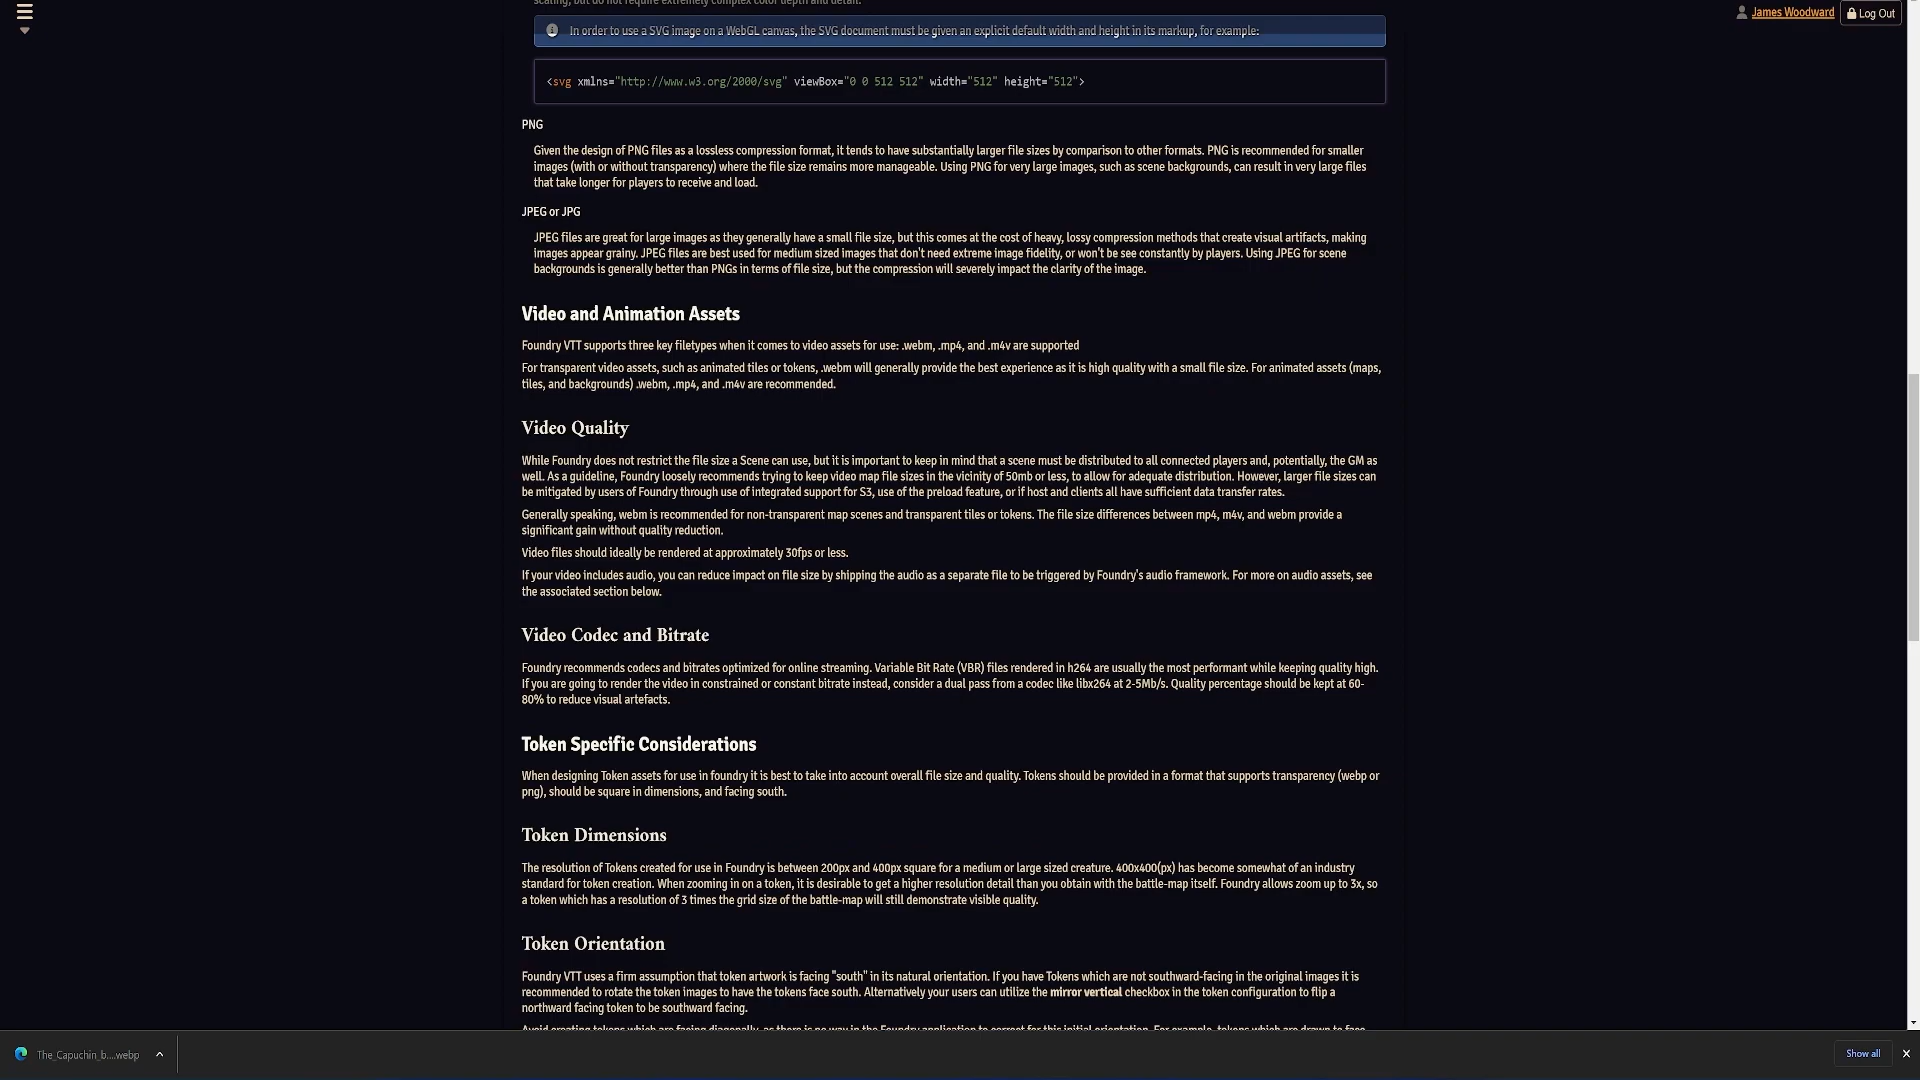 scaling, but do not require extremely complex color depth and detail.
James Woodward
Log Out
In order to use a SVG image on a WebGL canvas, the SVG document must be given an explicit default width and height in its markup, for example:
<svg xmlns="http://www.w3.org/2000/svg" viewBox="0 0 512 512" width="512" height="512">
PNG
Given the design of PNG files as a lossless compression format, it tends to have substantially larger file sizes by comparison to other formats. PNG is recommended for smaller
images (with or without transparency) where the file size remains more manageable. Using PNG for very large images, such as scene backgrounds, can result in very large files
that take longer for players to receive and load.
JPEG or JPG
JPEG files are great for large images as they generally have a small file size, but this comes at the cost of heavy, lossy compression methods that create visual artifacts, making
images appear grainy. JPEG files are best used for medium sized images that don't need extreme image fidelity, or won't be see constantly by players. Using JPEG for scene
backgrounds is generally better than PNGs in terms of file size, but the compression will severely impact the clarity of the image.
Video and Animation Assets
Foundry VTT supports three key filetypes when it comes to video assets for use: .webm, .mp4, and .m4v are supported
For transparent video assets, such as animated tiles or tokens, .webm will generally provide the best experience as it is high quality with a small file size. For animated assets (maps,
tiles, and backgrounds) .webm, .mp4, and .m4v are recommended.
Video Quality
While Foundry does not restrict the file size a Scene can use, but it is important to keep in mind that a scene must be distributed to all connected players and, potentially, the GM as
well. As a guideline, Foundry loosely recommends trying to keep video map file sizes in the vicinity of 50mb or less, to allow for adequate distribution. However, larger file sizes can
be mitigated by users of Foundry through use of integrated support for S3, use of the preload feature, or if host and clients all have sufficient data transfer rates.
Generally speaking, webm is recommended for non-transparent map scenes and transparent tiles or tokens. The file size differences between mp4, m4v, and webm provide a
significant gain without quality reduction.
Video files should ideally be rendered at approximately 30fps or less.
If your video includes audio, you can reduce impact on file size by shipping the audio as a separate file to be triggered by Foundry's audio framework. For more on audio assets, see
the associated section below.
Video Codec and Bitrate
Foundry recommends codecs and bitrates optimized for online streaming. Variable Bit Rate (VBR) files rendered in h264 are usually the most performant while keeping quality high.
If you are going to render the video in constrained or constant bitrate instead, consider a dual pass from a codec like libx264 at 2-5Mb/s. Quality percentage should be kept at 60-
80% to reduce visual artefacts.
Token Specific Considerations
When designing Token assets for use in foundry it is best to take into account overall file size and quality. Tokens should be provided in a format that supports transparency (webp or
png), should be square in dimensions, and facing south.
Token Dimensions
The resolution of Tokens created for use in Foundry is between 200px and 400px square for a medium or large sized creature. 400x400(px) has become somewhat of an industry
standard for token creation. When zooming in on a token, it is desirable to get a higher resolution detail than you obtain with the battle-map itself. Foundry allows zoom up to 3x, so
a token which has a resolution of 3 times the grid size of the battle-map will still demonstrate visible quality.
Token Orientation
Foundry VTT uses a firm assumption that token artwork is facing "south" in its natural orientation. If you have Tokens which are not southward-facing in the original images it is
recommended to rotate the token images to have the tokens face south. Alternatively your users can utilize the mirror vertical checkbox in the token configuration to flip a
northward facing token to be southward facing.
Avoid creating tokens which are facing diagonally, as there is no way in the Foundry application to correct for this initial orientation. For example, tokens which are drawn to face
The_Capuchin_b....webp
Show all